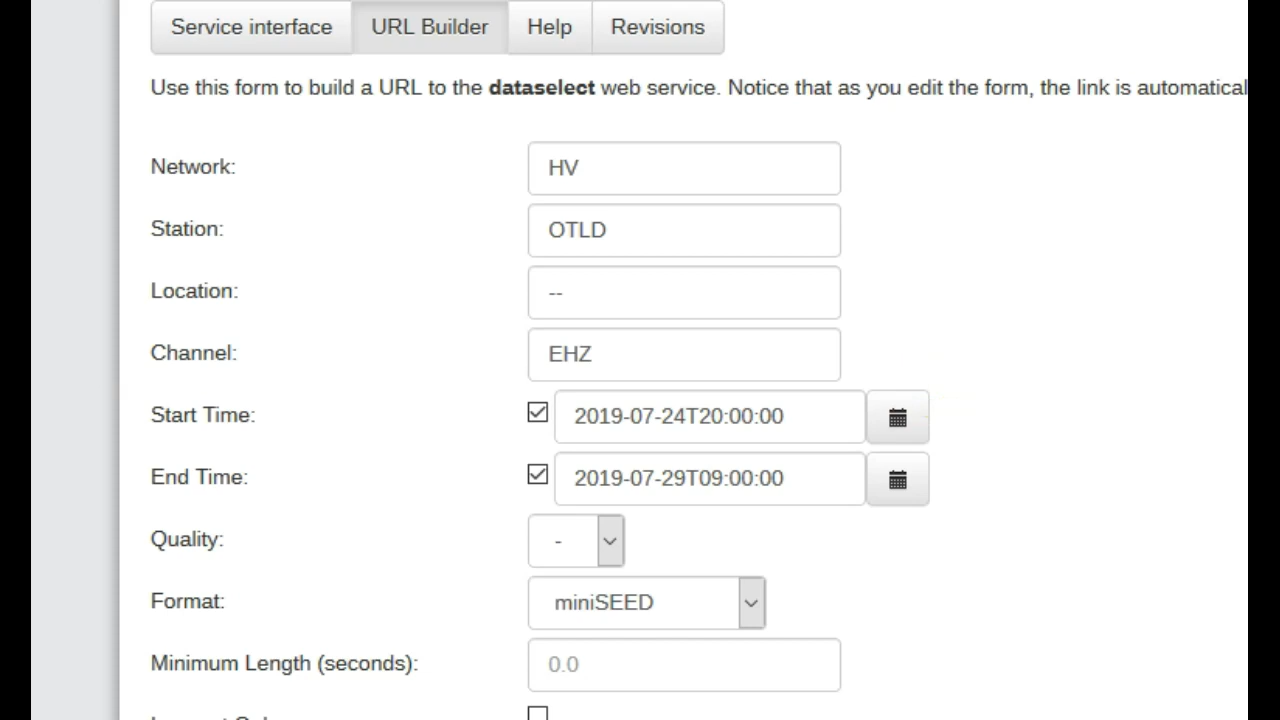 Service interface URL Builder Help Revisions
Use this form to build a URL to the dataselect web service. Notice that as you edit the form, the link is automatical
Network: HV
Station: OTLD
Location: --
Channel: EHZ
Start Time: 2019-07-24T20:00:00
End Time: 2019-07-29T09:00:00
Quality: -
Format: miniSEED
Minimum Length (seconds): 0.0